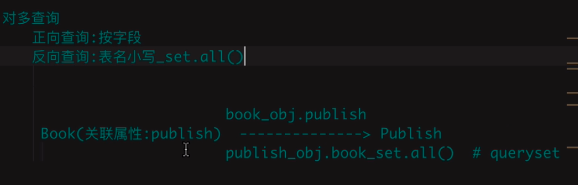 对多查询
正向查询:按字段
反向查询:表名小写_set.all()
book_obj.publish
Book(关联属性:publish) --------------> Publish
publish_obj.book_set.all() # queryset